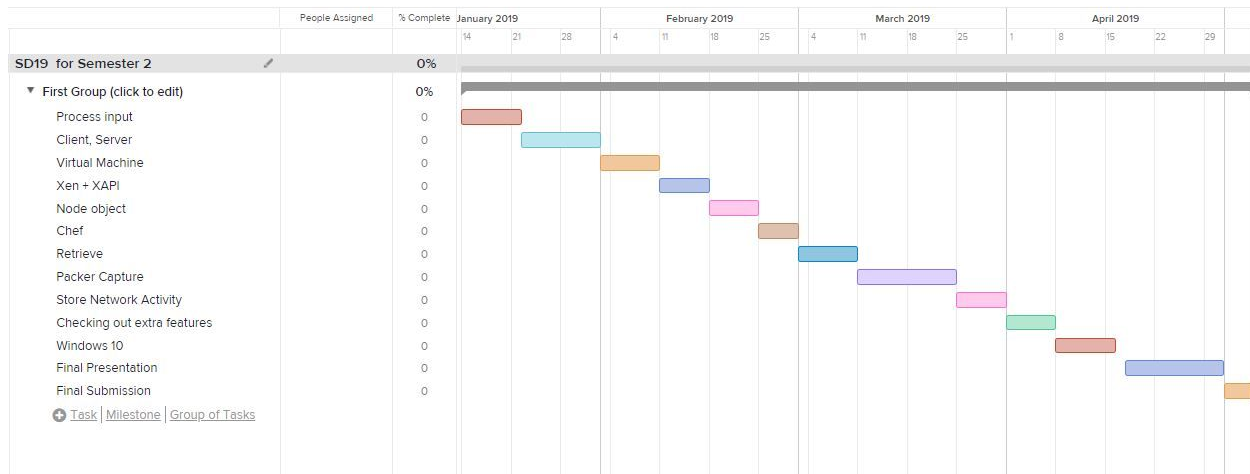 People Assigned % Complete January 2019 February 2019 March 2019 April 2019
14 21 28 4 11 18 25 4 11 18 25 1 8 15 22 29
SD19 for Semester 2 0%
First Group (click to edit) 0%
Process input 0
Client, Server 0
Virtual Machine 0
Xen + XAPI 0
Node object 0
Chef 0
Retrieve 0
Packer Capture 0
Store Network Activity 0
Checking out extra features 0
Windows 10 0
Final Presentation 0
Final Submission 0
Task | Milestone | Group of Tasks